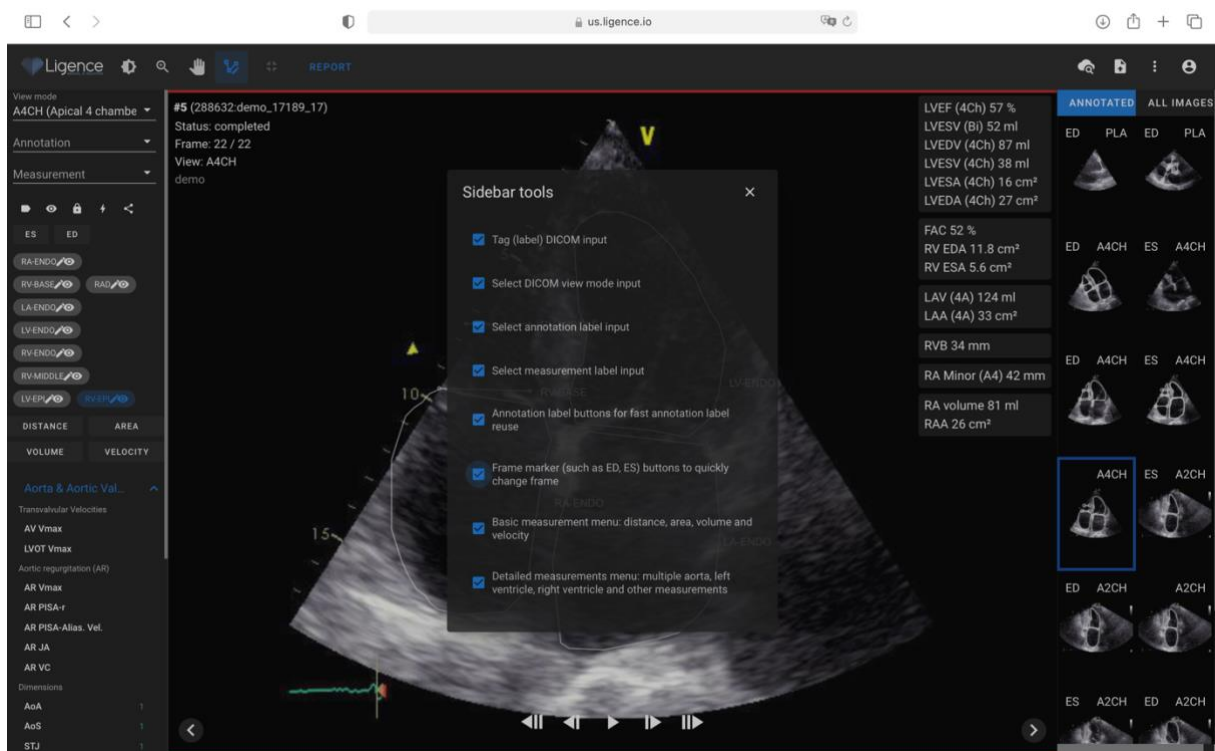 us.ligence.io
Ligence
REPORT
View mode
A4CH (Apical 4 chambe
Annotation
Measurement
ES ED
RA-ENDO
RV-BASE RAD
LA-ENDO
LV-ENDO
RV-ENDO
RV-MIDDLE
LV-EPI RV-EPI
DISTANCE AREA
VOLUME VELOCITY
Aorta & Aortic Val...
Transvalvular Velocities
AV Vmax
LVOT Vmax
Aortic regurgitation (AR)
AR Vmax
AR PISA-r
AR PISA-Alias. Vel.
AR JA
AR VC
Dimensions
AoA 1
AoS 1
STJ 1
#5 (288632:demo_17189_17)
Status: completed
Frame: 22 / 22
View: A4CH
demo
V
5
10
15
Sidebar tools
Tag (label) DICOM input
Select DICOM view mode input
Select annotation label input
Select measurement label input
Annotation label buttons for fast annotation label
reuse
Frame marker (such as ED, ES) buttons to quickly
change frame
Basic measurement menu: distance, area, volume and
velocity
Detailed measurements menu: multiple aorta, left
ventricle, right ventricle and other measurements
RV-BASE
LV-ENDO
RA-ENDO
LA-ENDO
LVEF (4Ch) 57 %
LVESV (Bi) 52 ml
LVEDV (4Ch) 87 ml
LVESV (4Ch) 38 ml
LVESA (4Ch) 16 cm²
LVEDA (4Ch) 27 cm²
FAC 52 %
RV EDA 11.8 cm²
RV ESA 5.6 cm²
LAV (4A) 124 ml
LAA (4A) 33 cm²
RVB 34 mm
RA Minor (A4) 42 mm
RA volume 81 ml
RAA 26 cm²
ANNOTATED ALL IMAGES
ED PLA ED PLA
ED A4CH ES A4CH
ED A4CH ES A4CH
A4CH ES A2CH
ED A2CH A2CH
ES A2CH ED A2CH